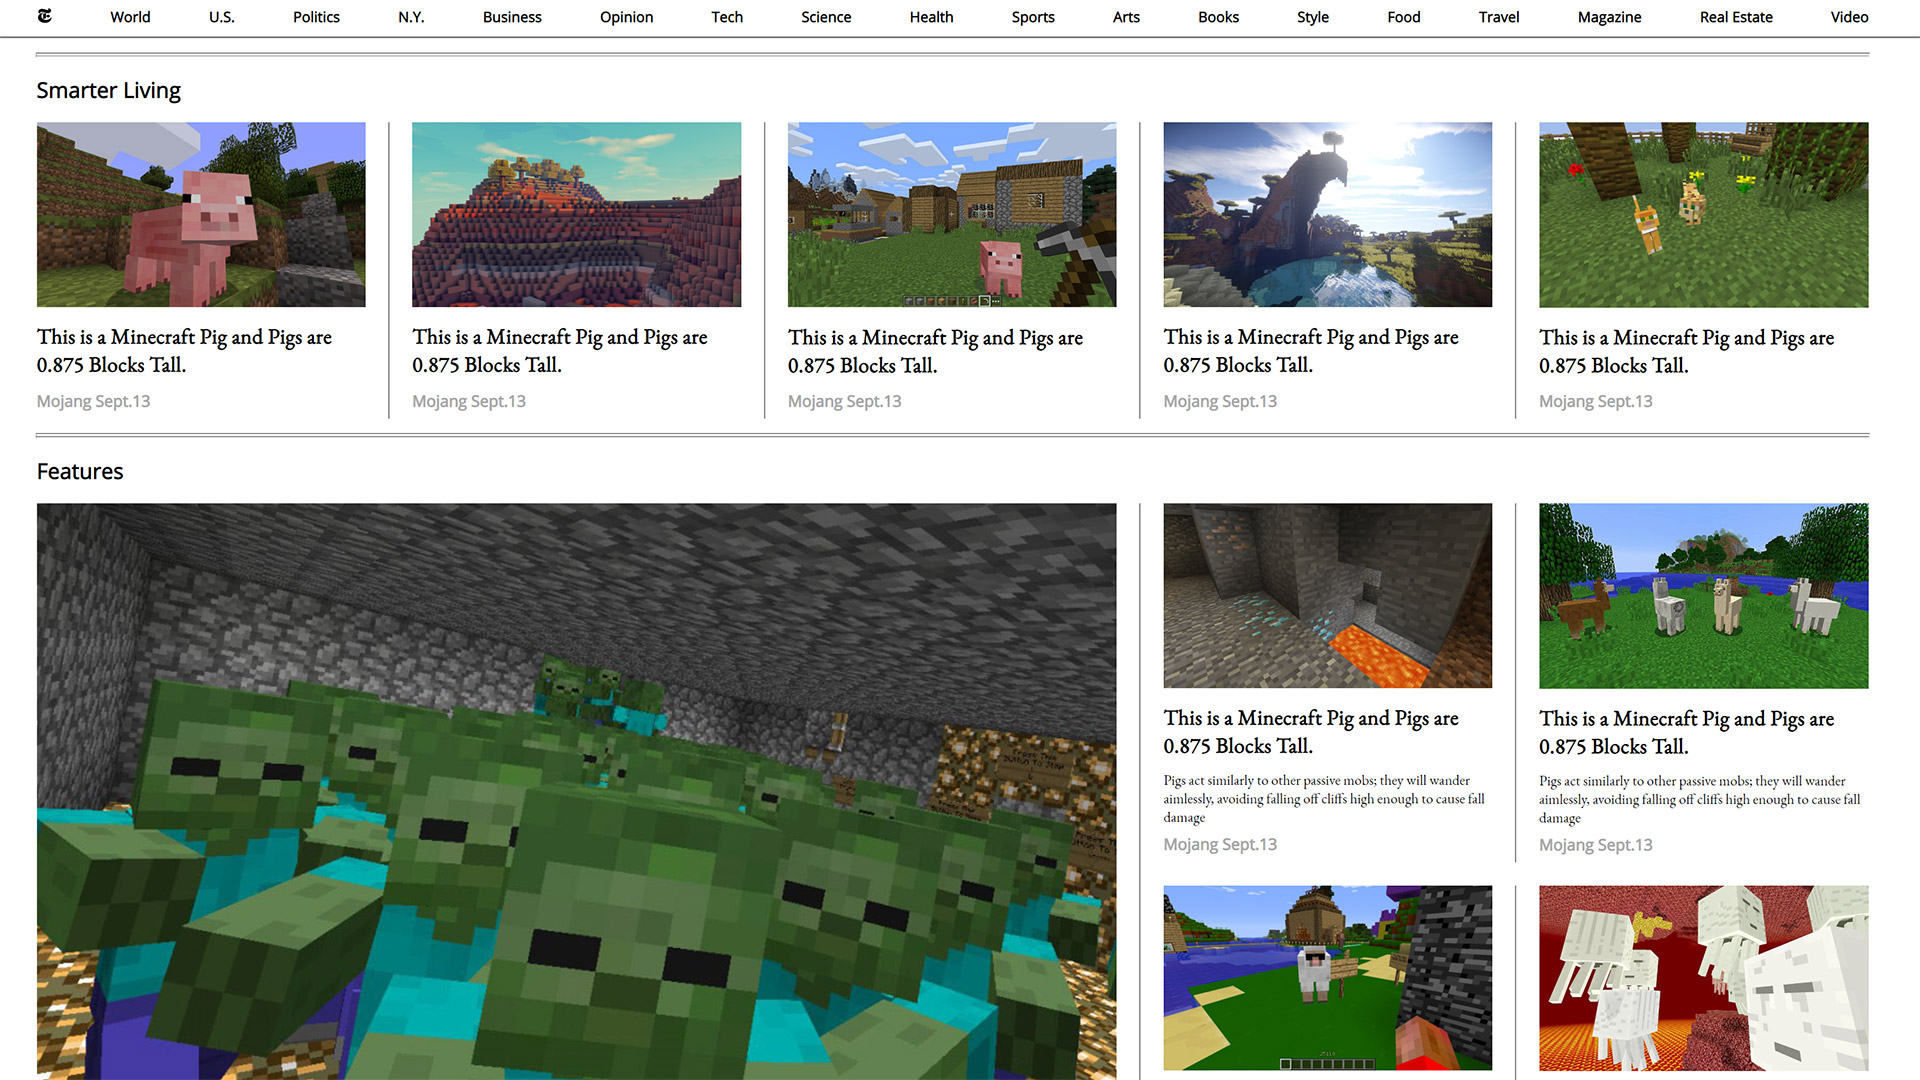 World U.S. Politics N.Y. Business Opinion Tech Science Health Sports Arts Books Style Food Travel Magazine Real Estate Video
Smarter Living
This is a Minecraft Pig and Pigs are
0.875 Blocks Tall.
Mojang Sept.13
This is a Minecraft Pig and Pigs are
0.875 Blocks Tall.
Mojang Sept.13
This is a Minecraft Pig and Pigs are
0.875 Blocks Tall.
Mojang Sept.13
This is a Minecraft Pig and Pigs are
0.875 Blocks Tall.
Mojang Sept.13
This is a Minecraft Pig and Pigs are
0.875 Blocks Tall.
Mojang Sept.13
Features
This is a Minecraft Pig and Pigs are
0.875 Blocks Tall.
Pigs act similarly to other passive mobs; they will wander
aimlessly, avoiding falling off cliffs high enough to cause fall
damage
Mojang Sept.13
This is a Minecraft Pig and Pigs are
0.875 Blocks Tall.
Pigs act similarly to other passive mobs; they will wander
aimlessly, avoiding falling off cliffs high enough to cause fall
damage
Mojang Sept.13